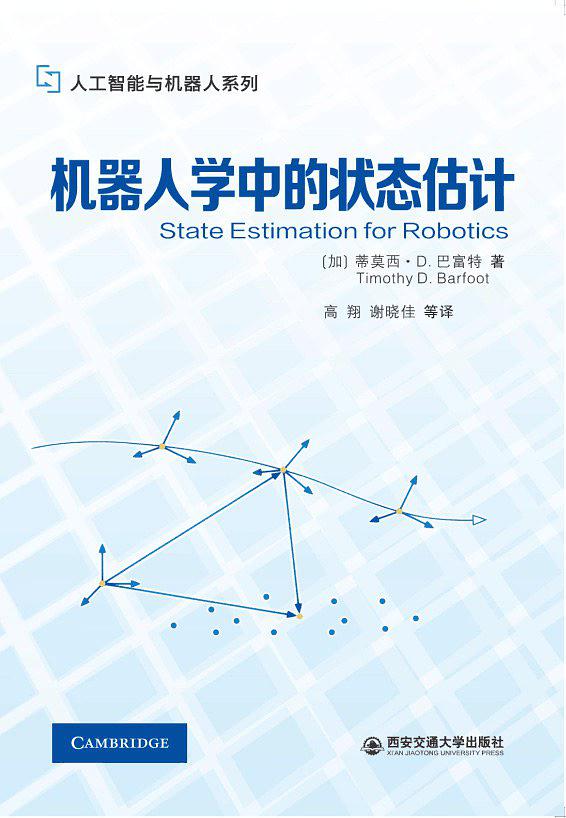 人工智能与机器人系列
机器人学中的状态估计
State Estimation for Robotics
〔加〕蒂莫西·D. 巴富特 著
Timothy D. Barfoot
高 翔 谢晓佳 等译
CAMBRIDGE
西安交通大学出版社
XI'AN JIAOTONG UNIVERSITY PRESS